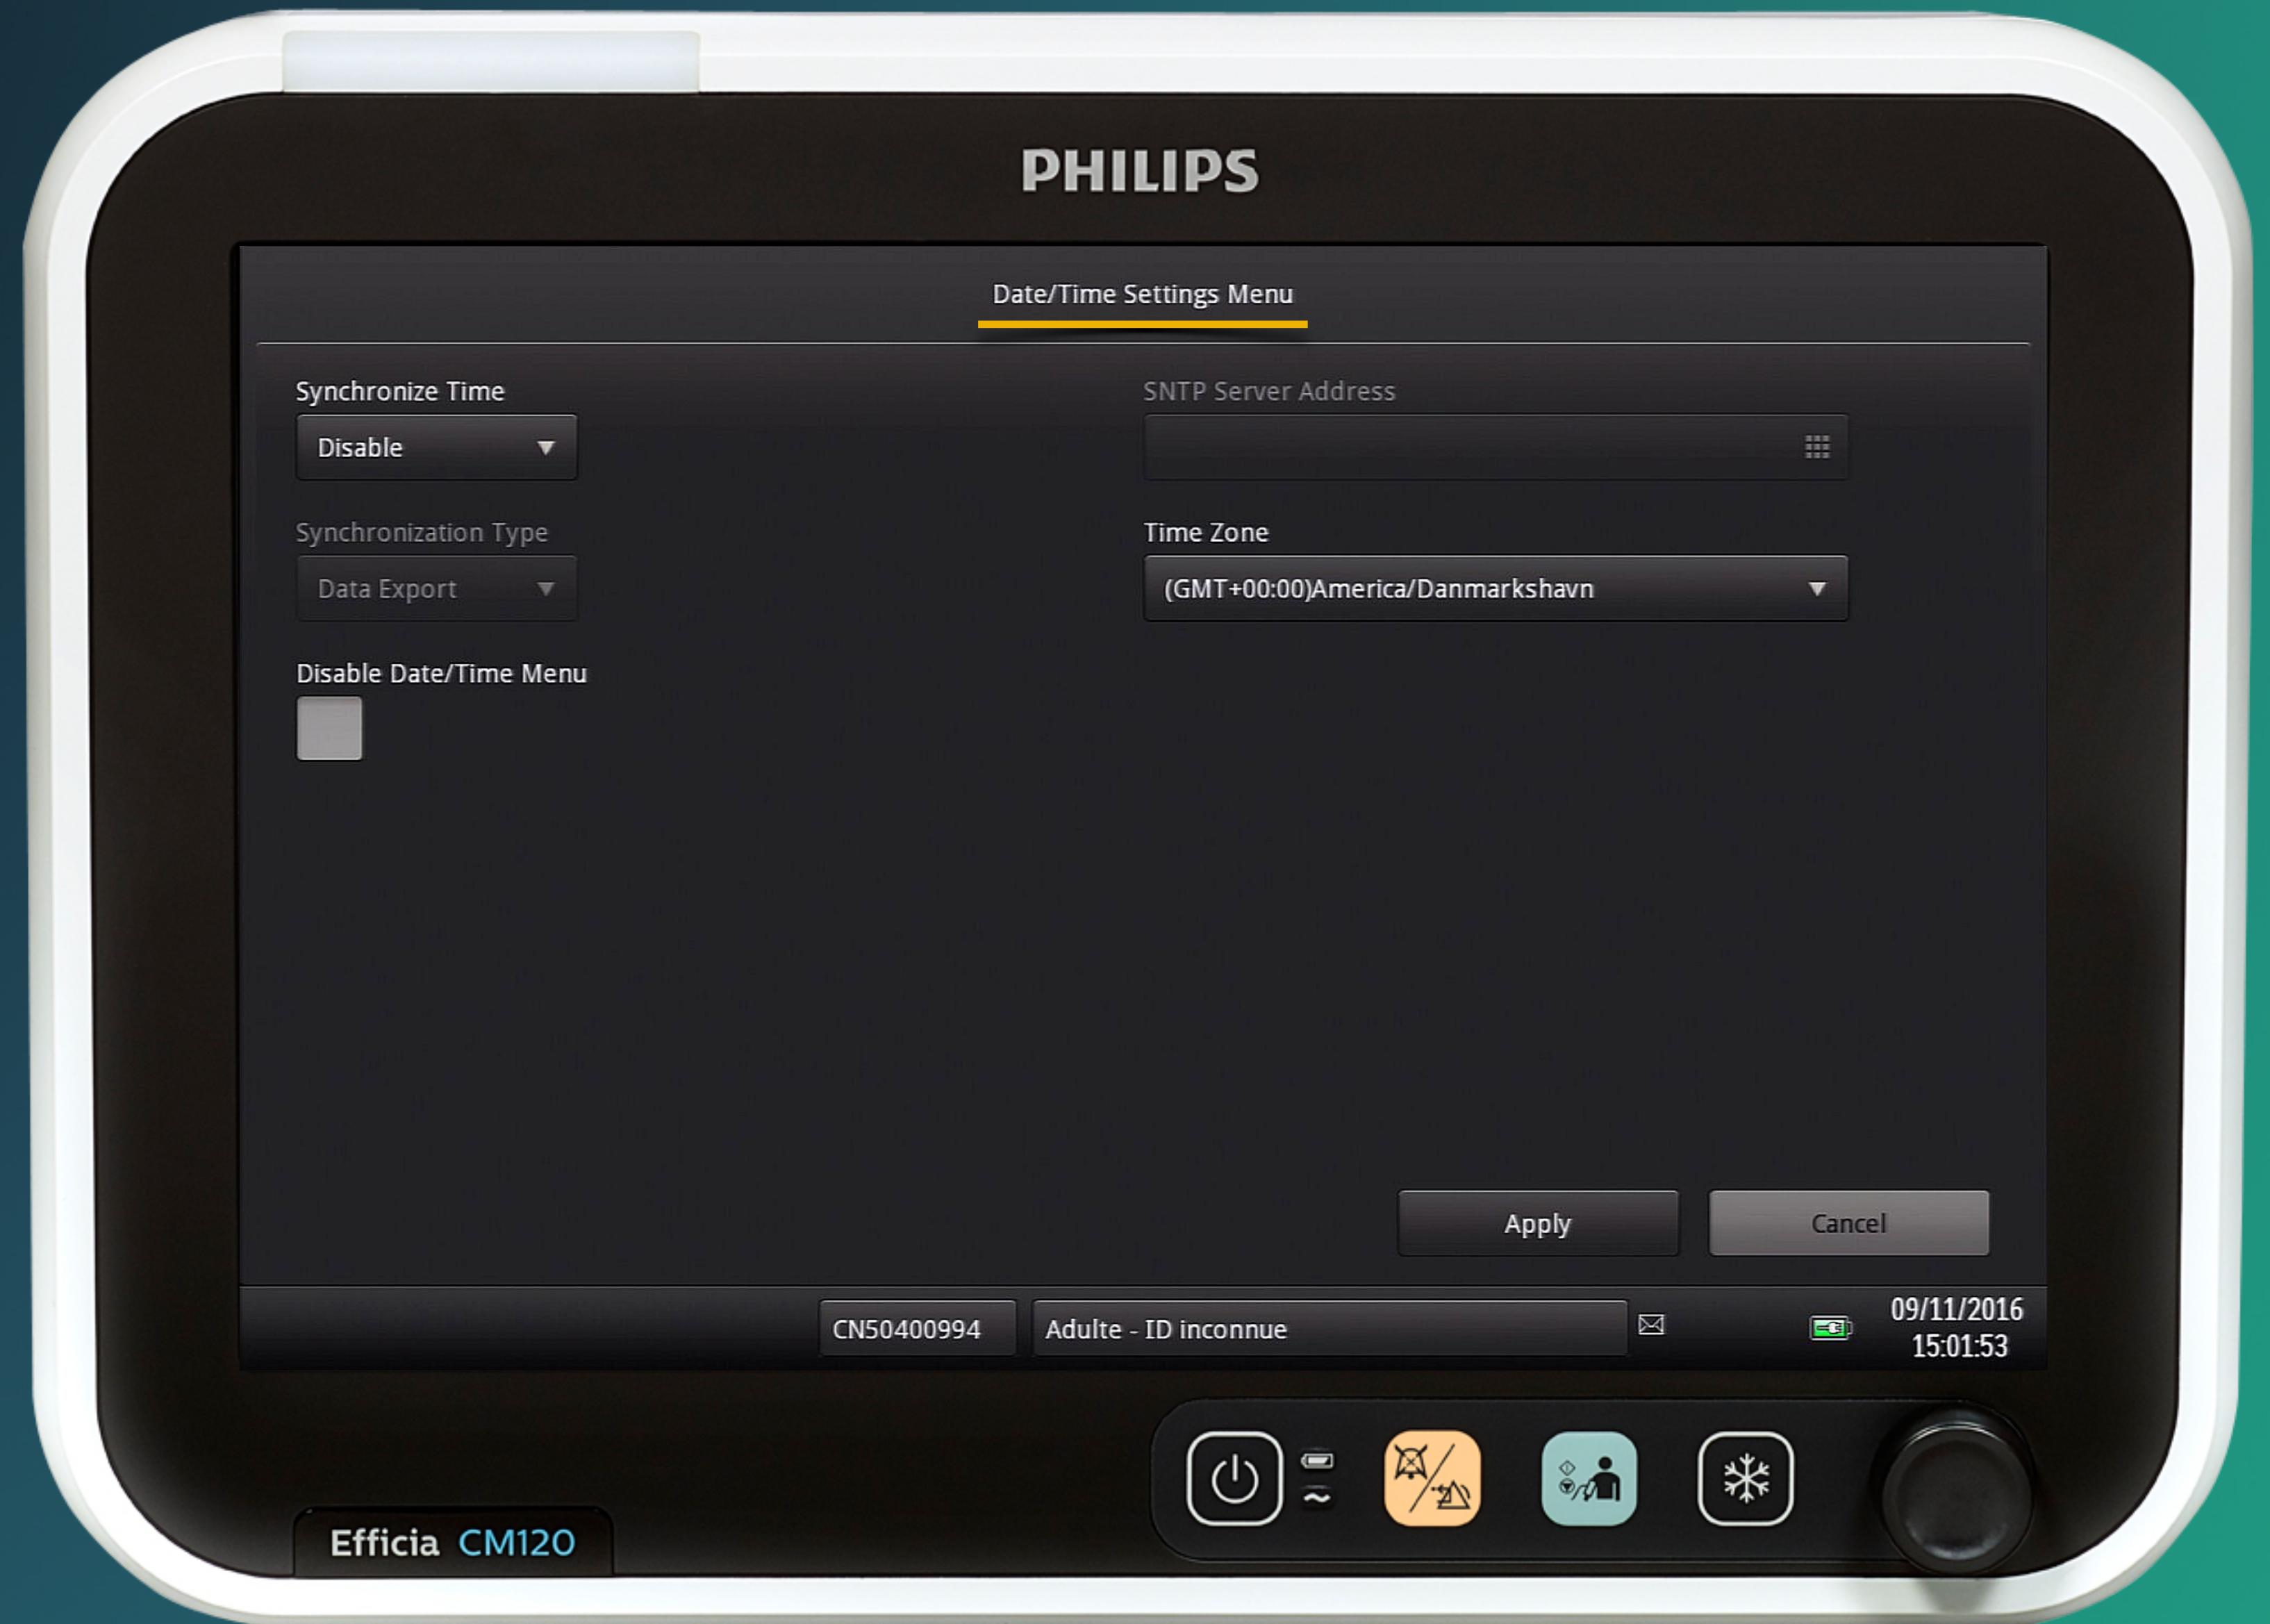 PHILIPS
Date/Time Settings Menu
Synchronize Time
Disable
SNTP Server Address
Synchronization Type
Data Export
Time Zone
(GMT+00:00)America/Danmarkshavn
Disable Date/Time Menu
Apply
Cancel
CN50400994
Adulte - ID inconnue
09/11/2016
15:01:53
Efficia CM120